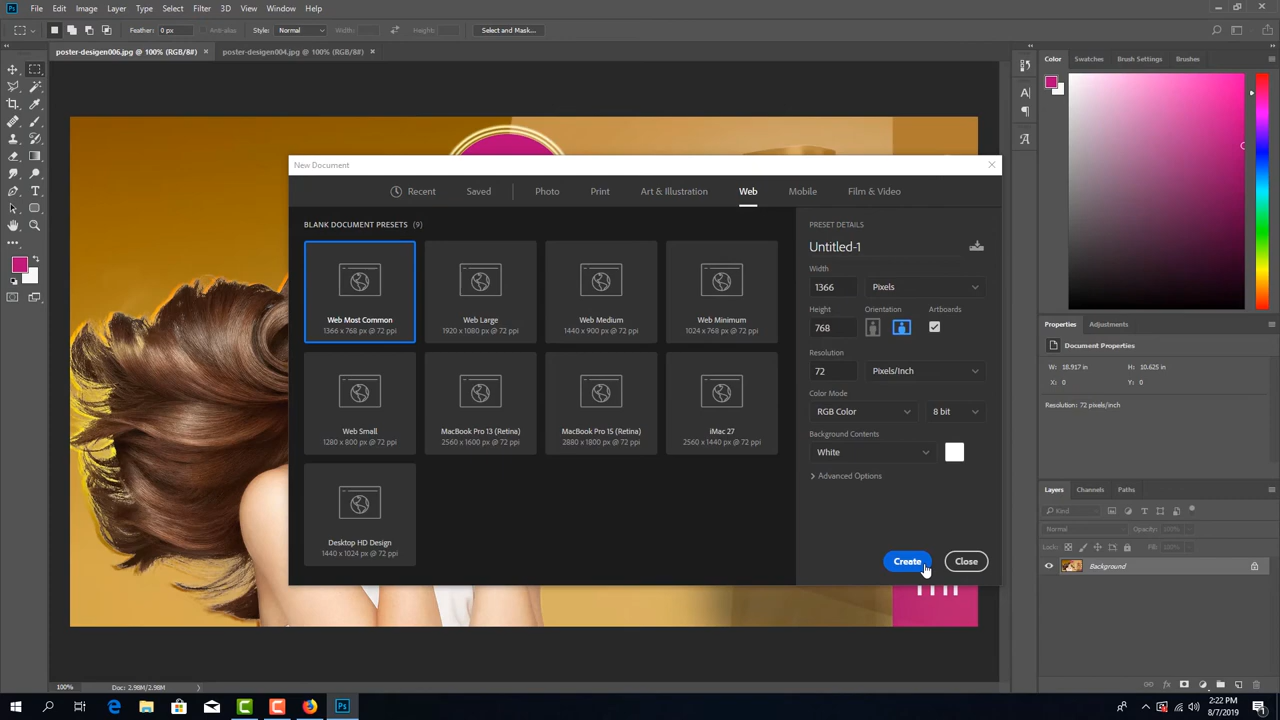 Ps File Edit Image Layer Type Select Filter 3D View Window Help
Feather: 0 px Anti-alias Style: Normal Width: Height: Select and Mask...
poster-desigen006.jpg @ 100% (RGB/8#) × poster-desigen004.jpg @ 100% (RGB/8#) ×
Color Swatches Brush Settings Brushes
New Document
Recent Saved Photo Print Art & Illustration Web Mobile Film & Video
BLANK DOCUMENT PRESETS (9)
Web Most Common
1366 x 768 px @ 72 ppi
Web Large
1920 x 1080 px @ 72 ppi
Web Medium
1440 x 900 px @ 72 ppi
Web Minimum
1024 x 768 px @ 72 ppi
Web Small
1280 x 800 px @ 72 ppi
MacBook Pro 13 (Retina)
2560 x 1600 px @ 72 ppi
MacBook Pro 15 (Retina)
2880 x 1800 px @ 72 ppi
iMac 27
2560 x 1440 px @ 72 ppi
Desktop HD Design
1440 x 1024 px @ 72 ppi
PRESET DETAILS
Untitled-1
Width
1366 Pixels
Height Orientation Artboards
768
Resolution
72 Pixels/Inch
Color Mode
RGB Color 8 bit
Background Contents
White
Advanced Options
Create Close
Properties Adjustments
Document Properties
W: 18.917 in H: 10.625 in
X: 0 Y: 0
Resolution: 72 pixels/inch
Layers Channels Paths
Kind
Normal Opacity: 100%
Lock: Fill: 100%
Background
100% Doc: 2.98M/2.98M
2:22 PM
8/7/2019